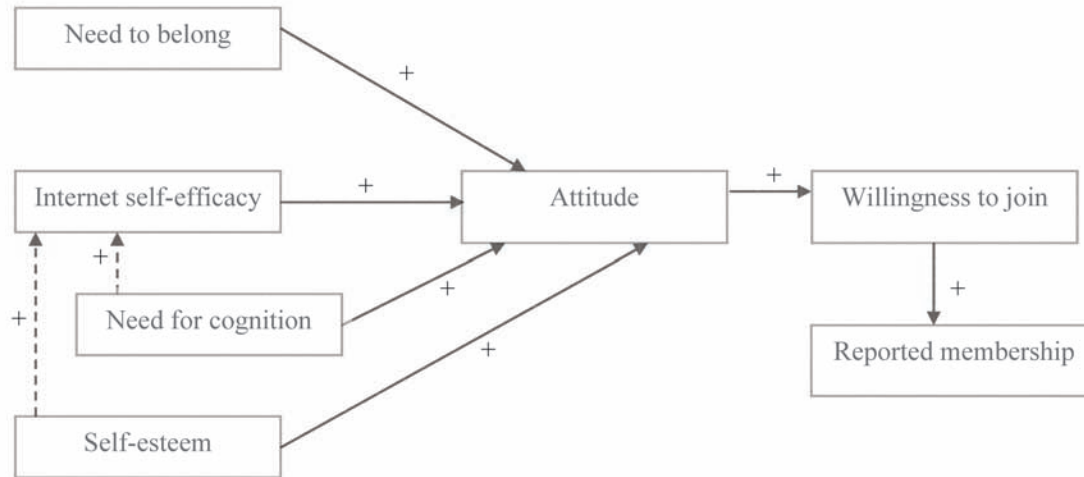 Need to belong
+
Internet self-efficacy
+
Attitude
+
Willingness to join
+
+
Need for cognition
+
+
+
Reported membership
+
Self-esteem